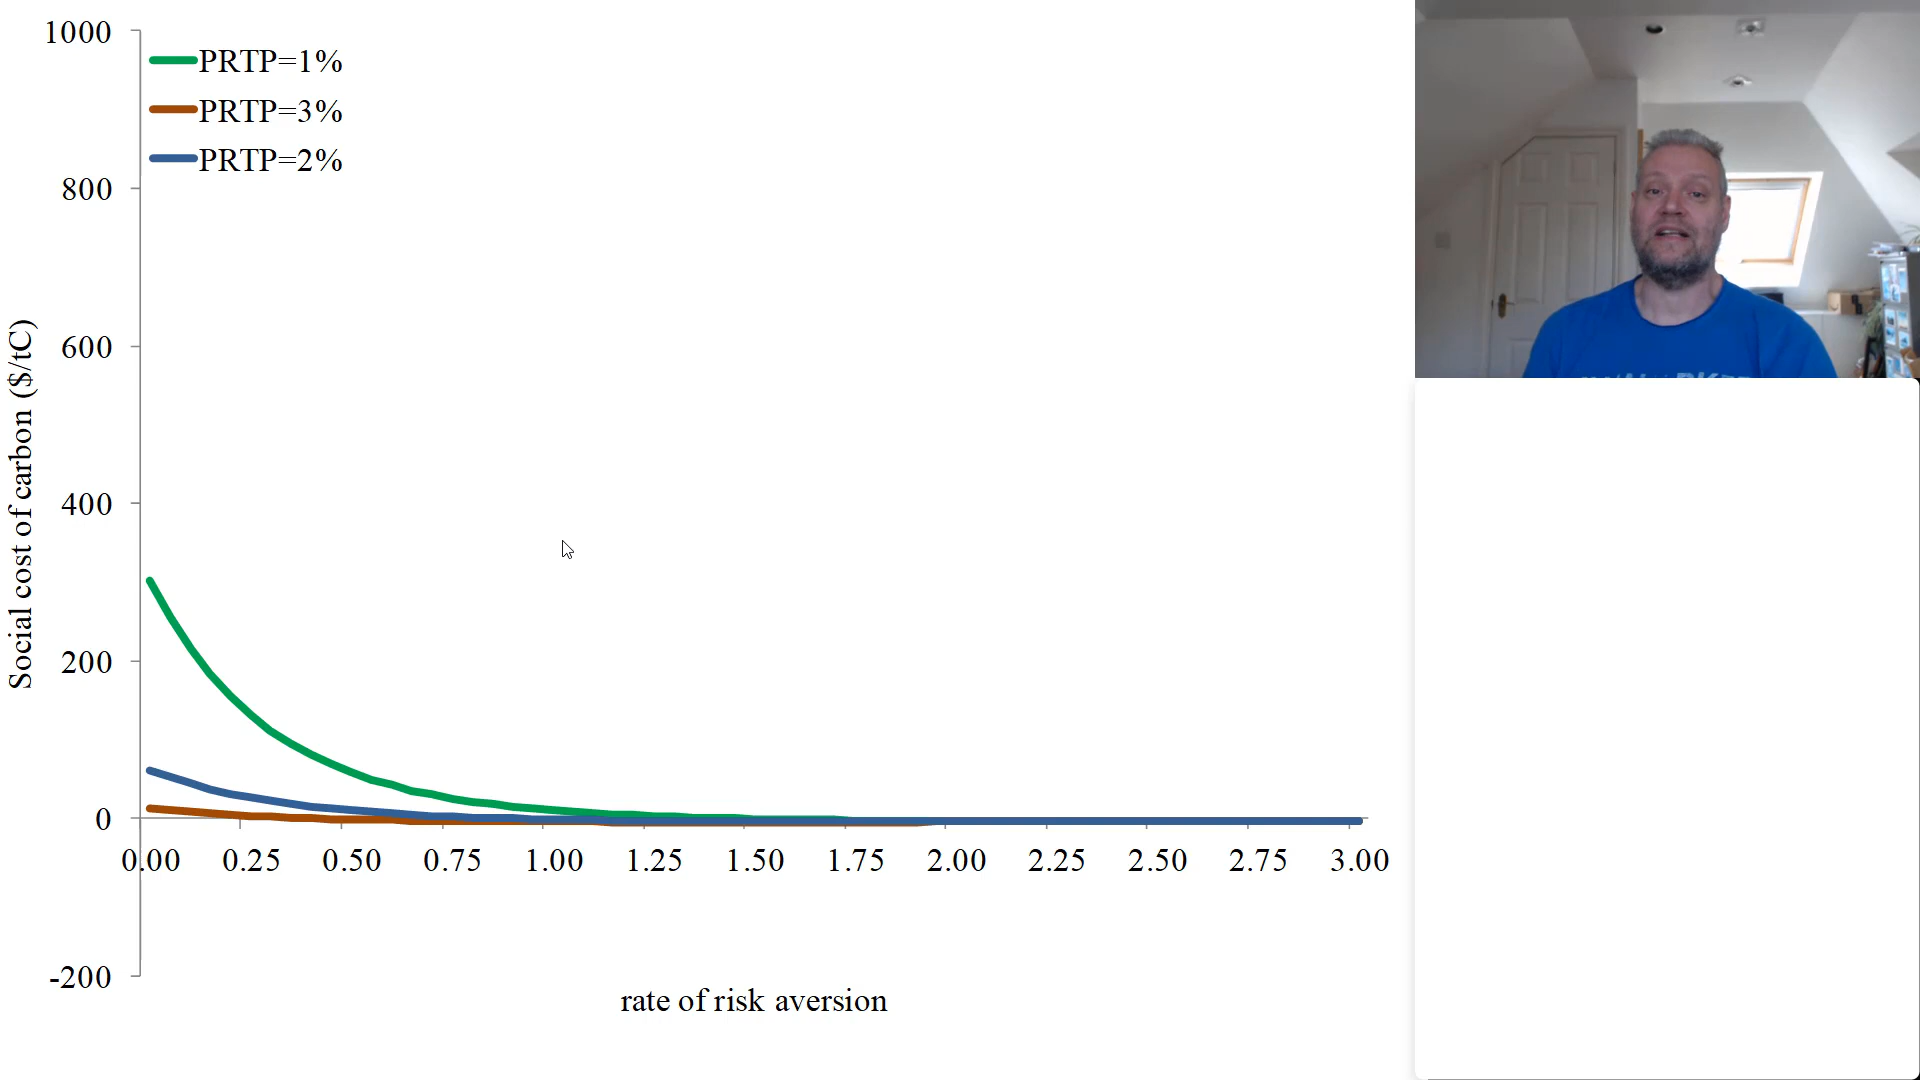 1000
800
600
400
200
0
-200
Social cost of carbon ($/tC)
PRTP=1%
PRTP=3%
PRTP=2%
0.00 0.25 0.50 0.75 1.00 1.25 1.50 1.75 2.00 2.25 2.50 2.75 3.00
rate of risk aversion